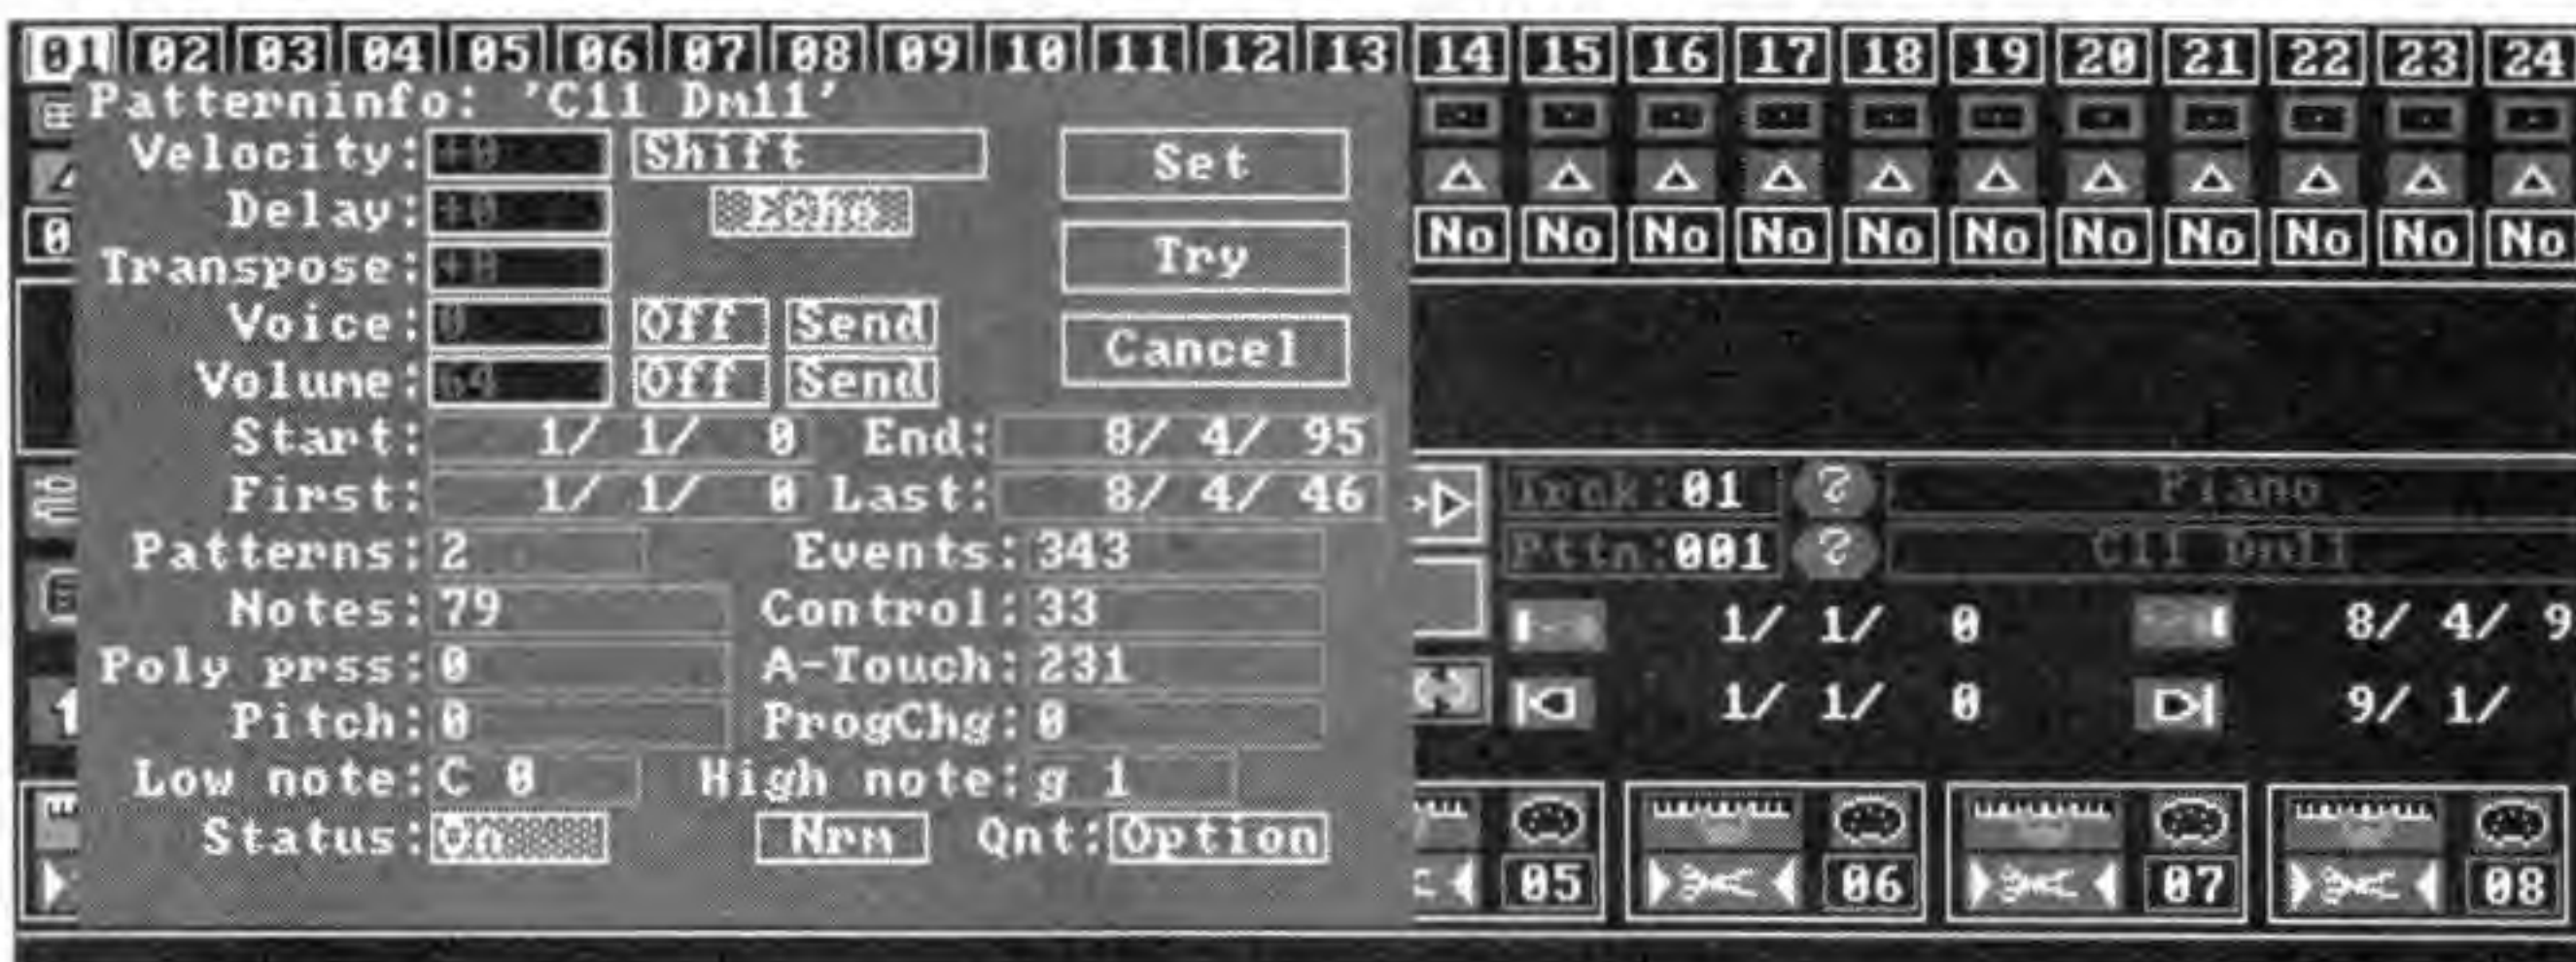 01 02 03 04 05 06 07 08 09 10 11 12 13 14 15 16 17 18 19 20 21 22 23 24
Patterninfo: 'C11 Dm11'
Velocity: +0 Shift Set
Delay: +0 Echo
No No No No No No No No No No No
Transpose: +0 Try
Voice: 0 Off Send
Volume: 64 Off Send Cancel
Start: 1/ 1/ 0 End: 8/ 4/ 95
First: 1/ 1/ 0 Last: 8/ 4/ 46
Trck:01 ? Piano
Patterns: 2 Events: 343
Pttn:001 ? C11 Dm11
Notes: 79 Control: 33
1/ 1/ 0 8/ 4/ 9
Poly prss: 0 A-Touch: 231
Pitch: 0 ProgChg: 0
1/ 1/ 0 9/ 1/
Low note: C 0 High note: g 1
Status: On Nrm Qnt: Option
05 06 07 08